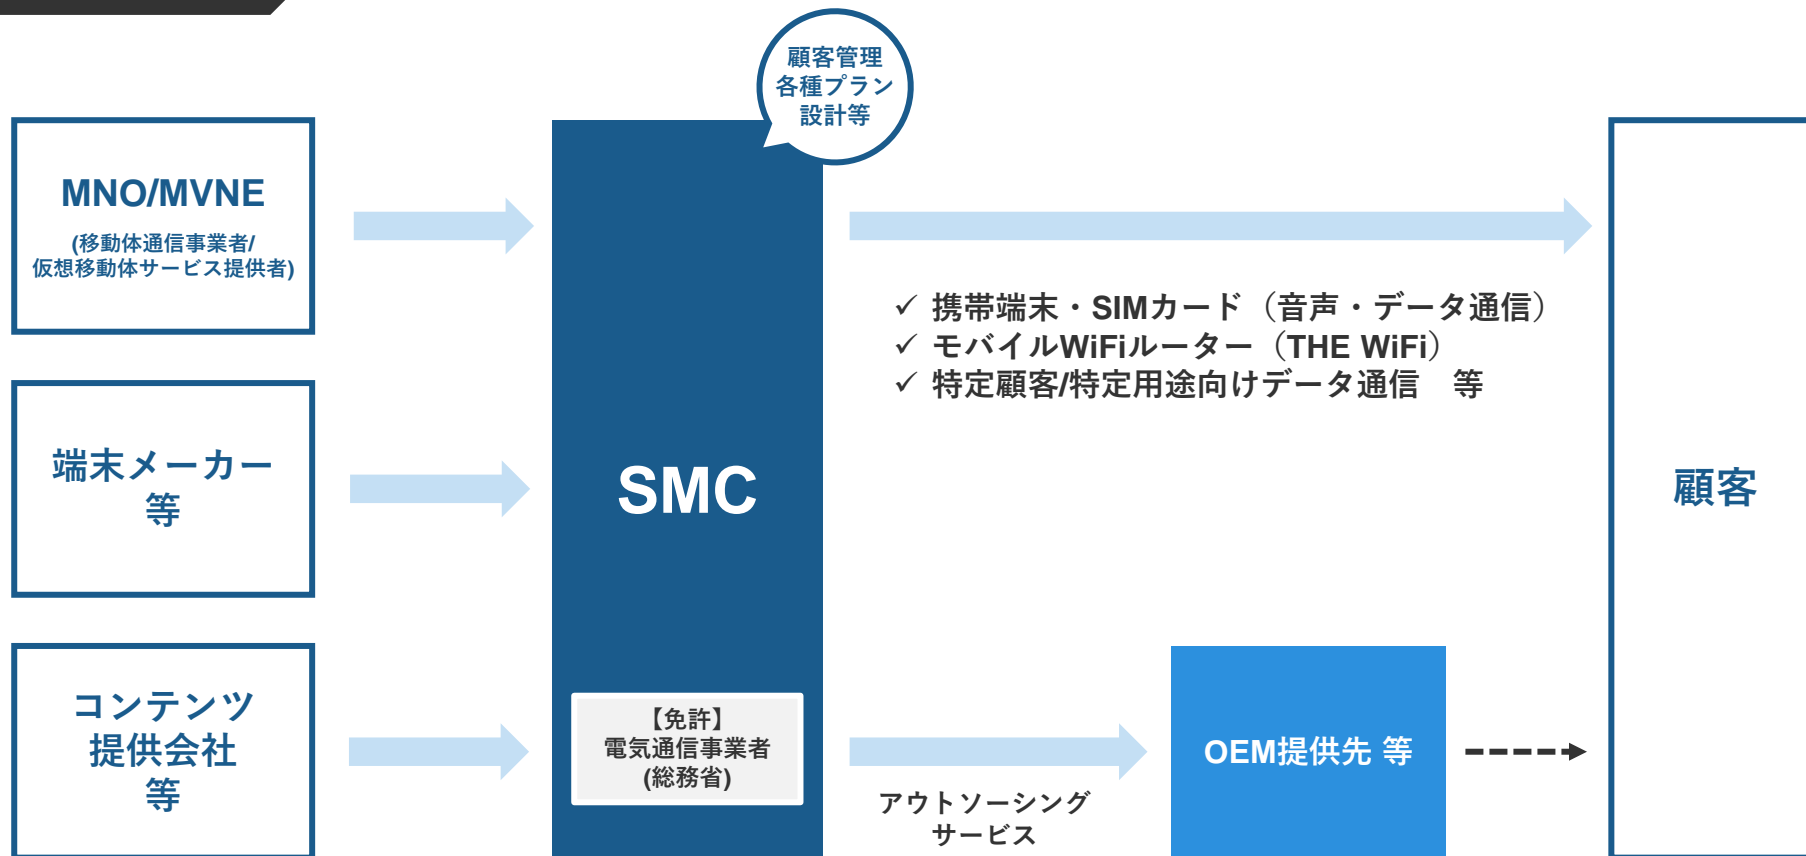 顧客管理
各種プラン
設計等
MNO/MVNE
(移動体通信事業者/
仮想移動体サービス提供者)
端末メーカー
等
コンテンツ
提供会社
等
SMC
【免許】
電気通信事業者
(総務省)
✓ 携帯端末・SIMカード（音声・データ通信）
✓ モバイルWiFiルーター（THE WiFi）
✓ 特定顧客/特定用途向けデータ通信　等
アウトソーシング
サービス
OEM提供先 等
顧客